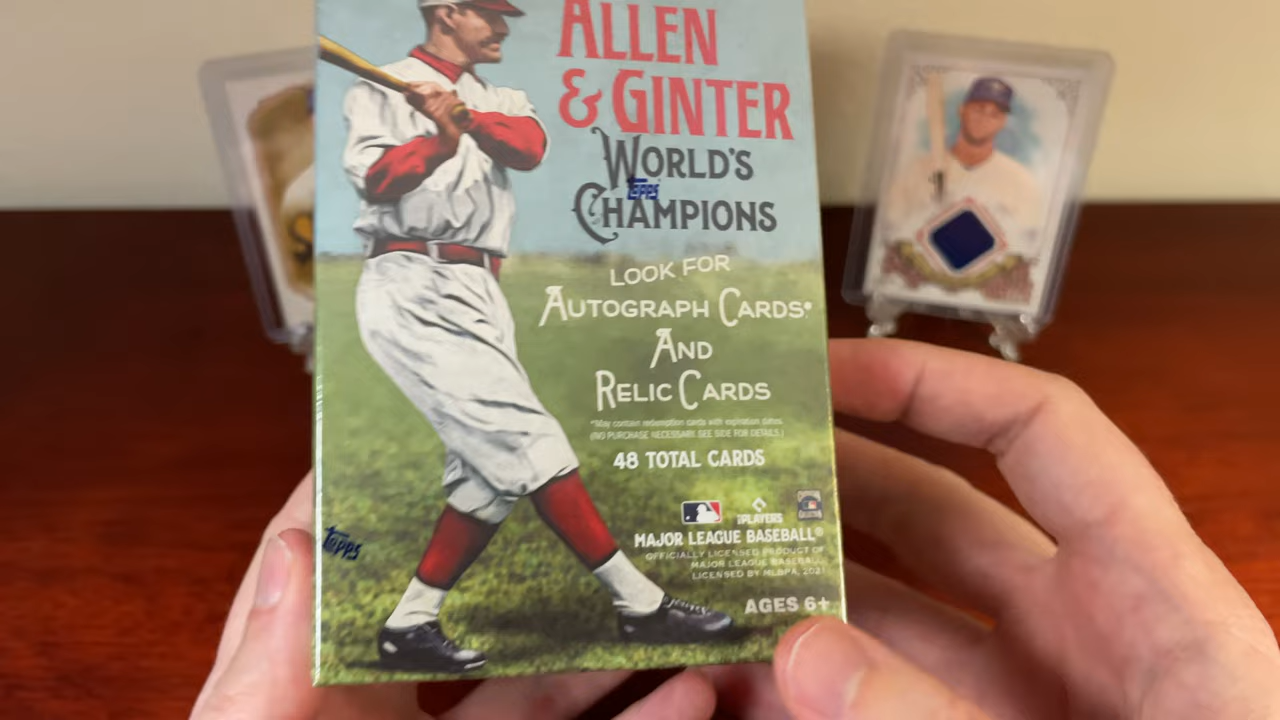 ALLEN
& GINTER
WORLD'S
TOPPS
CHAMPIONS
LOOK FOR
AUTOGRAPH CARDS*
AND
RELIC CARDS
*May contain redemption cards with expiration dates.
(NO PURCHASE NECESSARY. SEE SIDE FOR DETAILS.)
48 TOTAL CARDS
PLAYERS
MAJOR LEAGUE BASEBALL®
OFFICIALLY LICENSED PRODUCT OF
MAJOR LEAGUE BASEBALL.
LICENSED BY MLBPA, 2021
TOPPS
AGES 6+